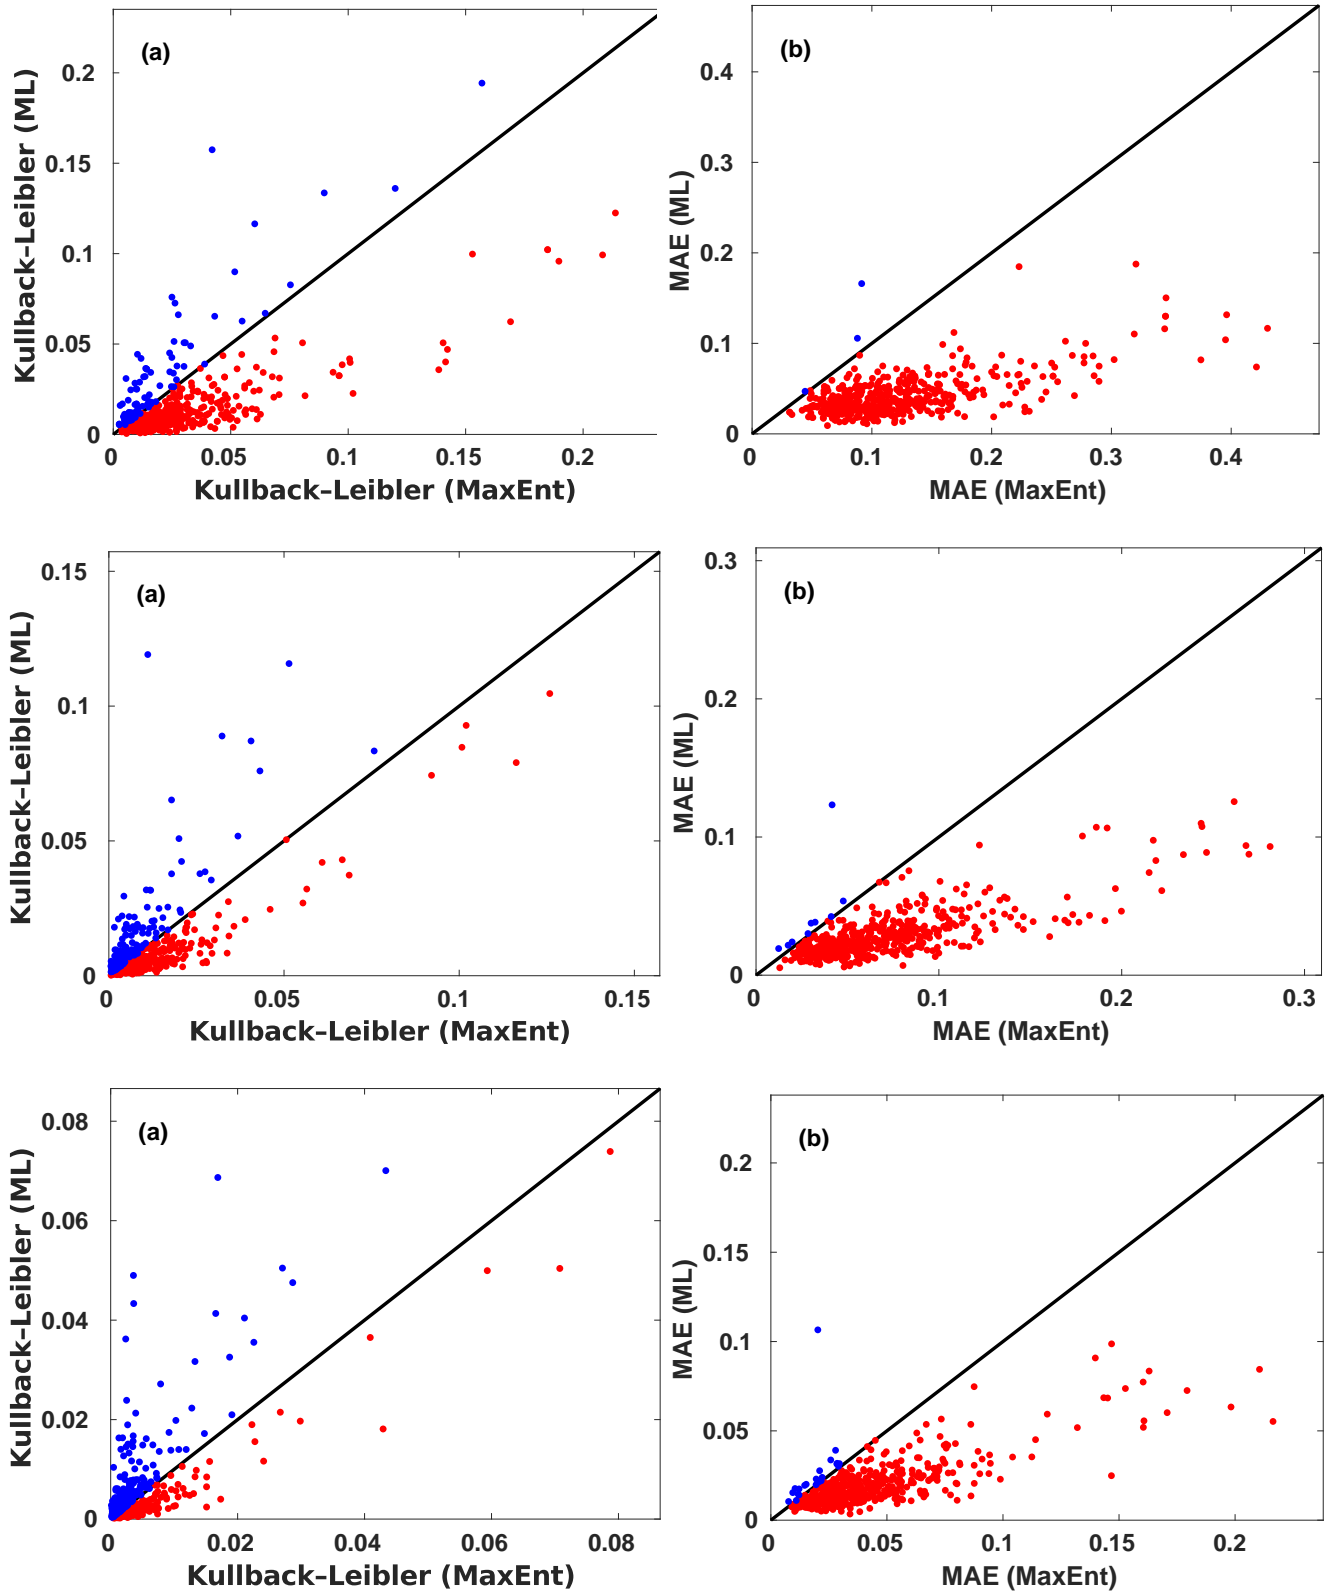 (a)
Kullback–Leibler (ML)
0.2
0.15
0.1
0.05
0
0 0.05 0.1 0.15 0.2
Kullback–Leibler (MaxEnt)
(b)
MAE (ML)
0.4
0.3
0.2
0.1
0
0 0.1 0.2 0.3 0.4
MAE (MaxEnt)
(a)
Kullback–Leibler (ML)
0.15
0.1
0.05
0
0 0.05 0.1 0.15
Kullback–Leibler (MaxEnt)
(b)
MAE (ML)
0.3
0.2
0.1
0
0 0.1 0.2 0.3
MAE (MaxEnt)
(a)
Kullback–Leibler (ML)
0.08
0.06
0.04
0.02
0
0 0.02 0.04 0.06 0.08
Kullback–Leibler (MaxEnt)
(b)
MAE (ML)
0.2
0.15
0.1
0.05
0
0 0.05 0.1 0.15 0.2
MAE (MaxEnt)